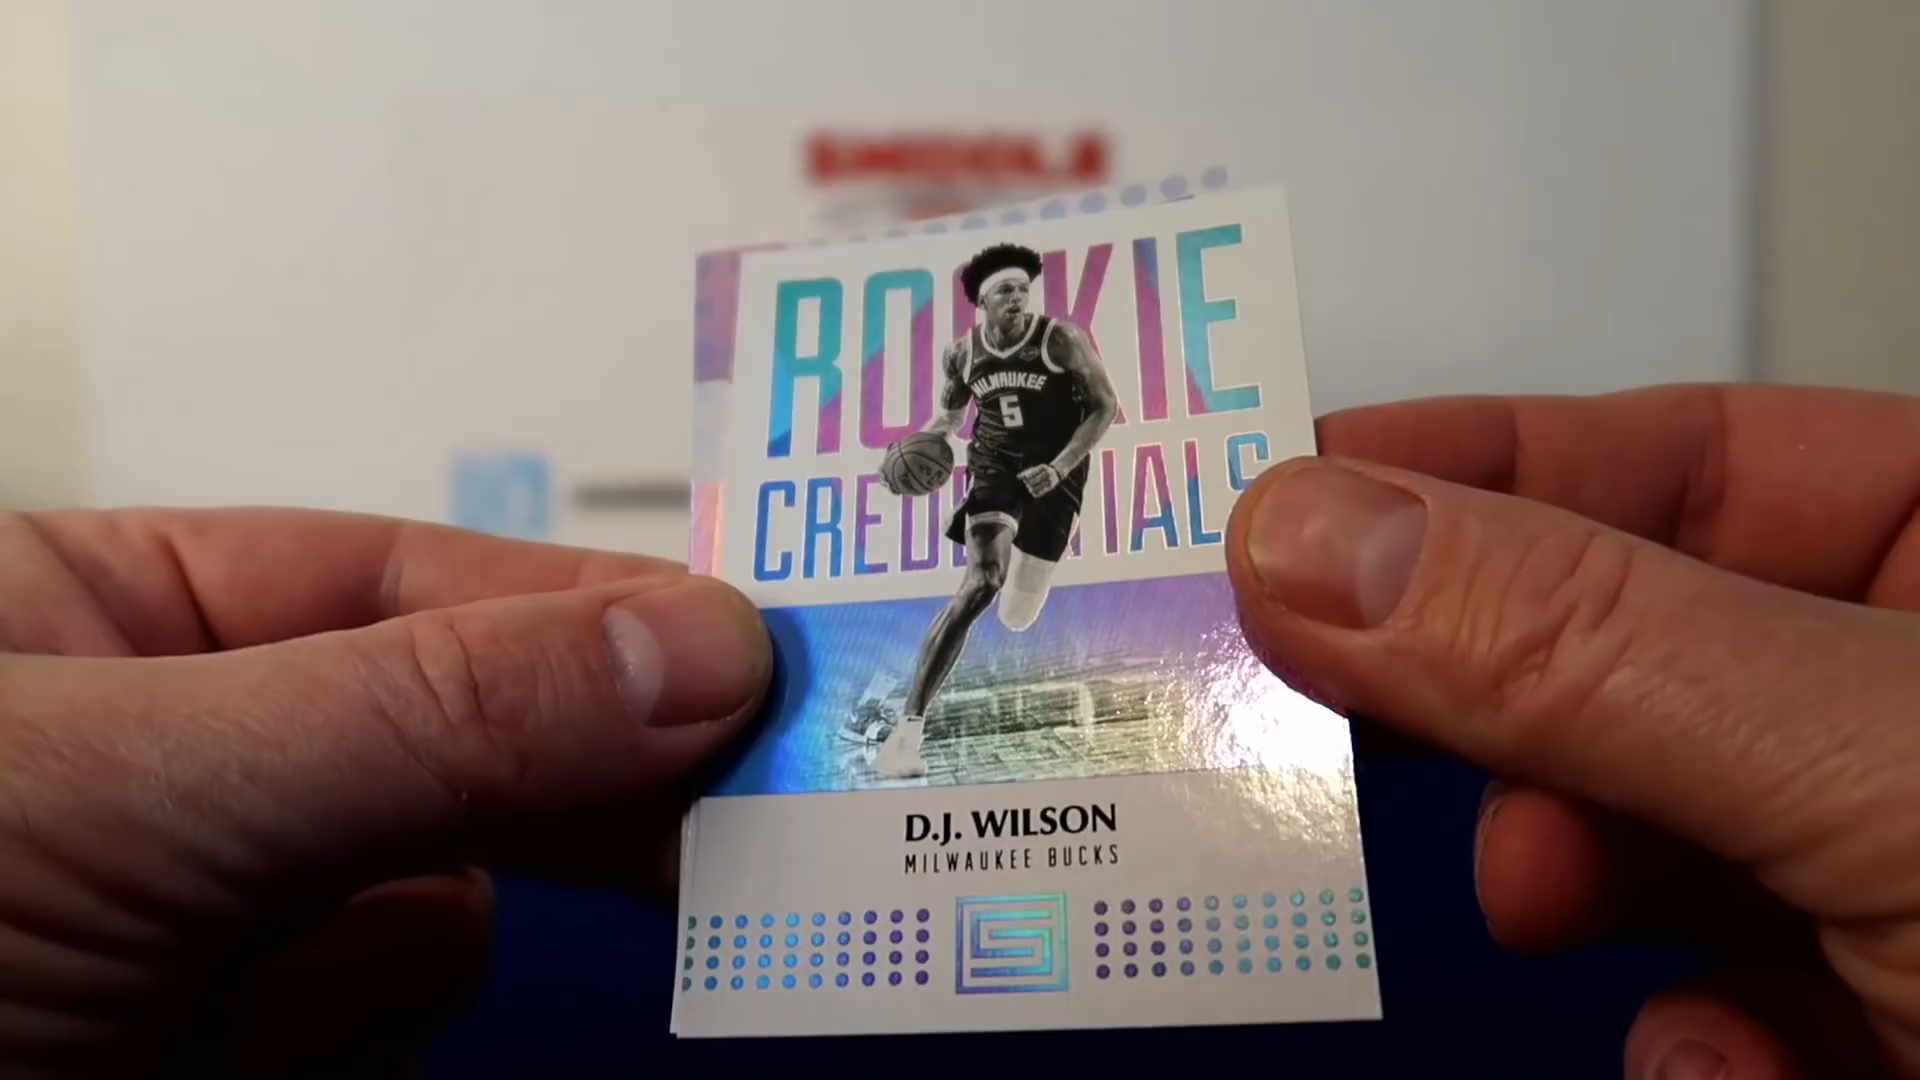 ROOKIE
CREDENTIALS
MILWAUKEE
5
D.J. WILSON
MILWAUKEE BUCKS